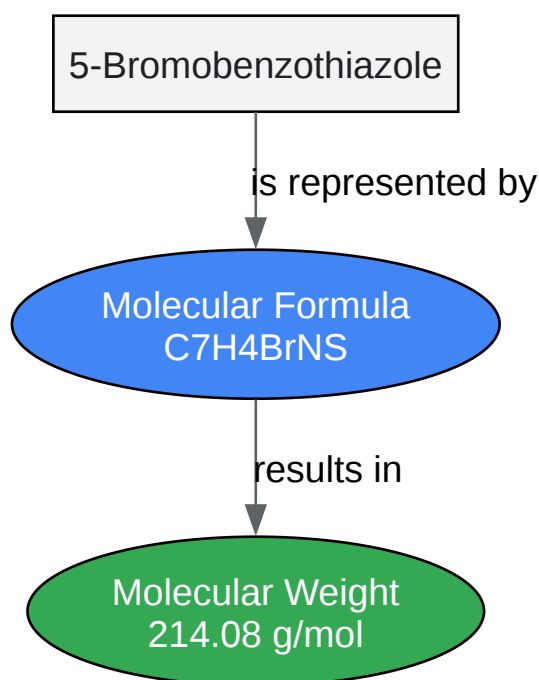 5-Bromobenzothiazole
is represented by
Molecular Formula
C7H4BrNS
results in
Molecular Weight
214.08 g/mol